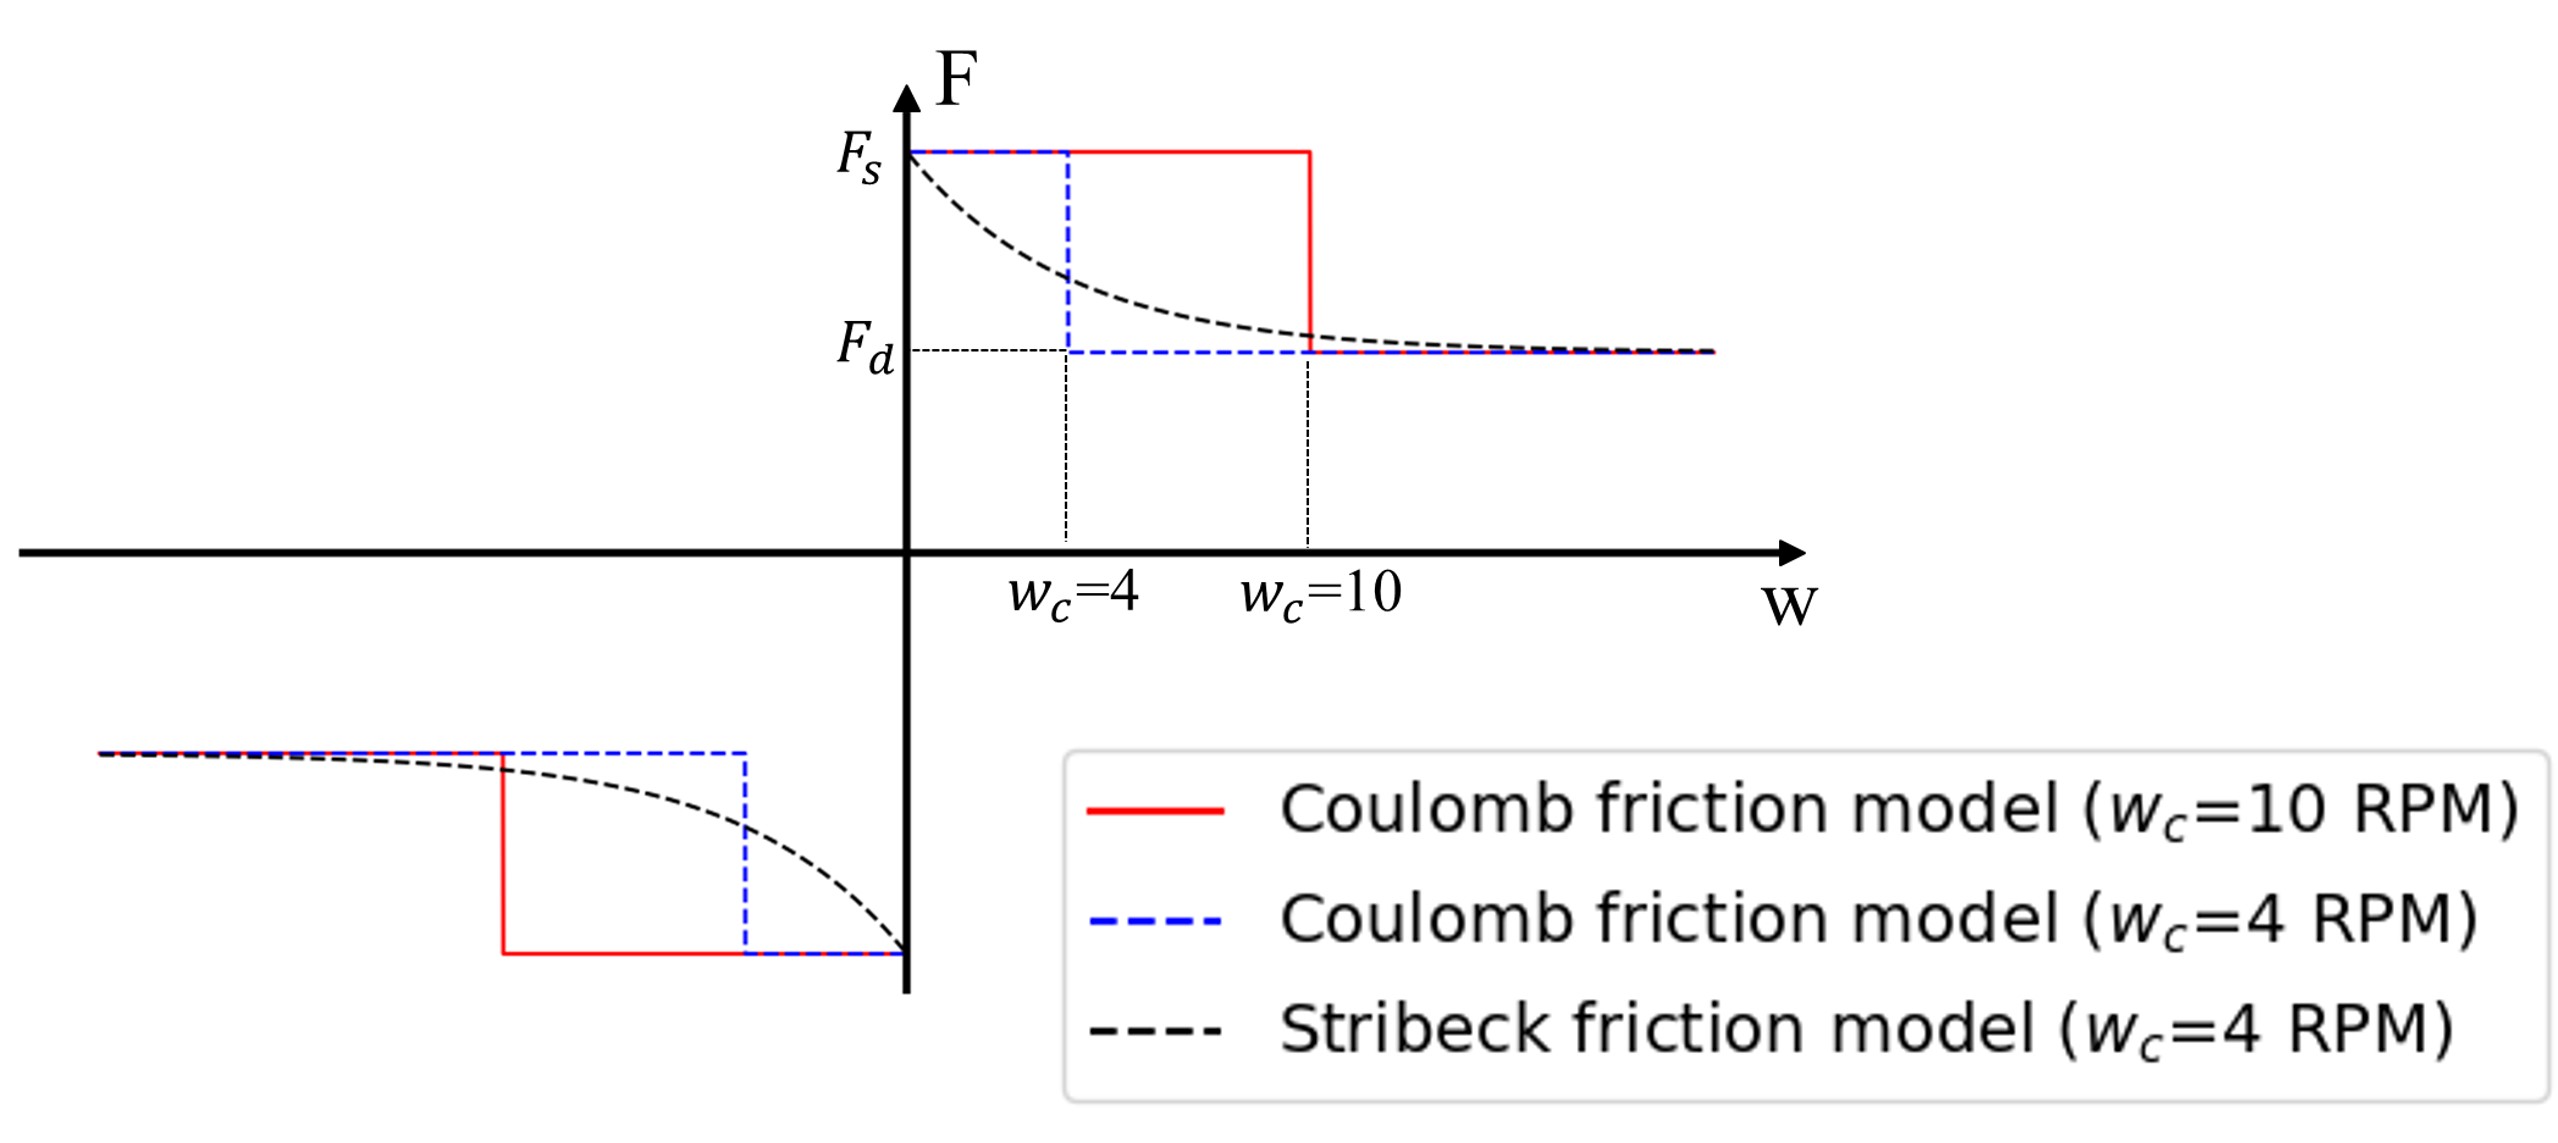 F
F_s
F_d
w_c=4
w_c=10
w
Coulomb friction model (w_c=10 RPM)
Coulomb friction model (w_c=4 RPM)
Stribeck friction model (w_c=4 RPM)